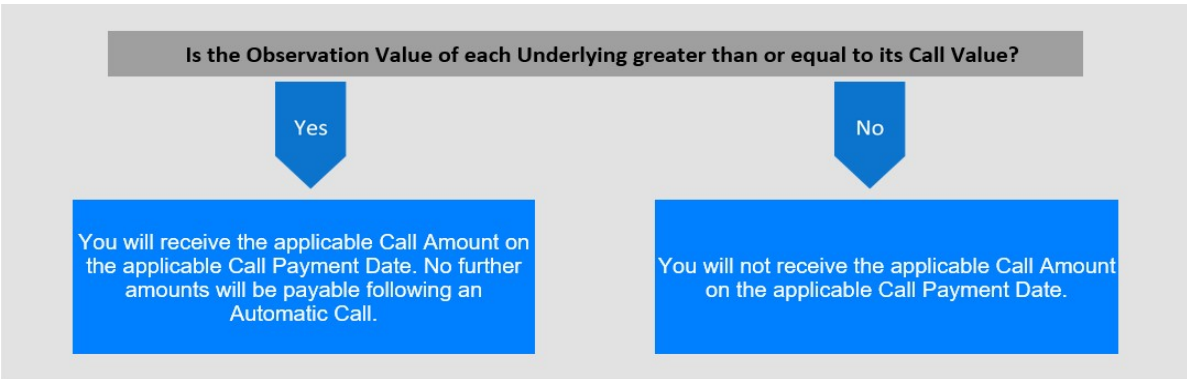 Is the Observation Value of each Underlying greater than or equal to its Call Value?
Yes
No
You will receive the applicable Call Amount on
the applicable Call Payment Date. No further
amounts will be payable following an
Automatic Call.
You will not receive the applicable Call Amount
on the applicable Call Payment Date.